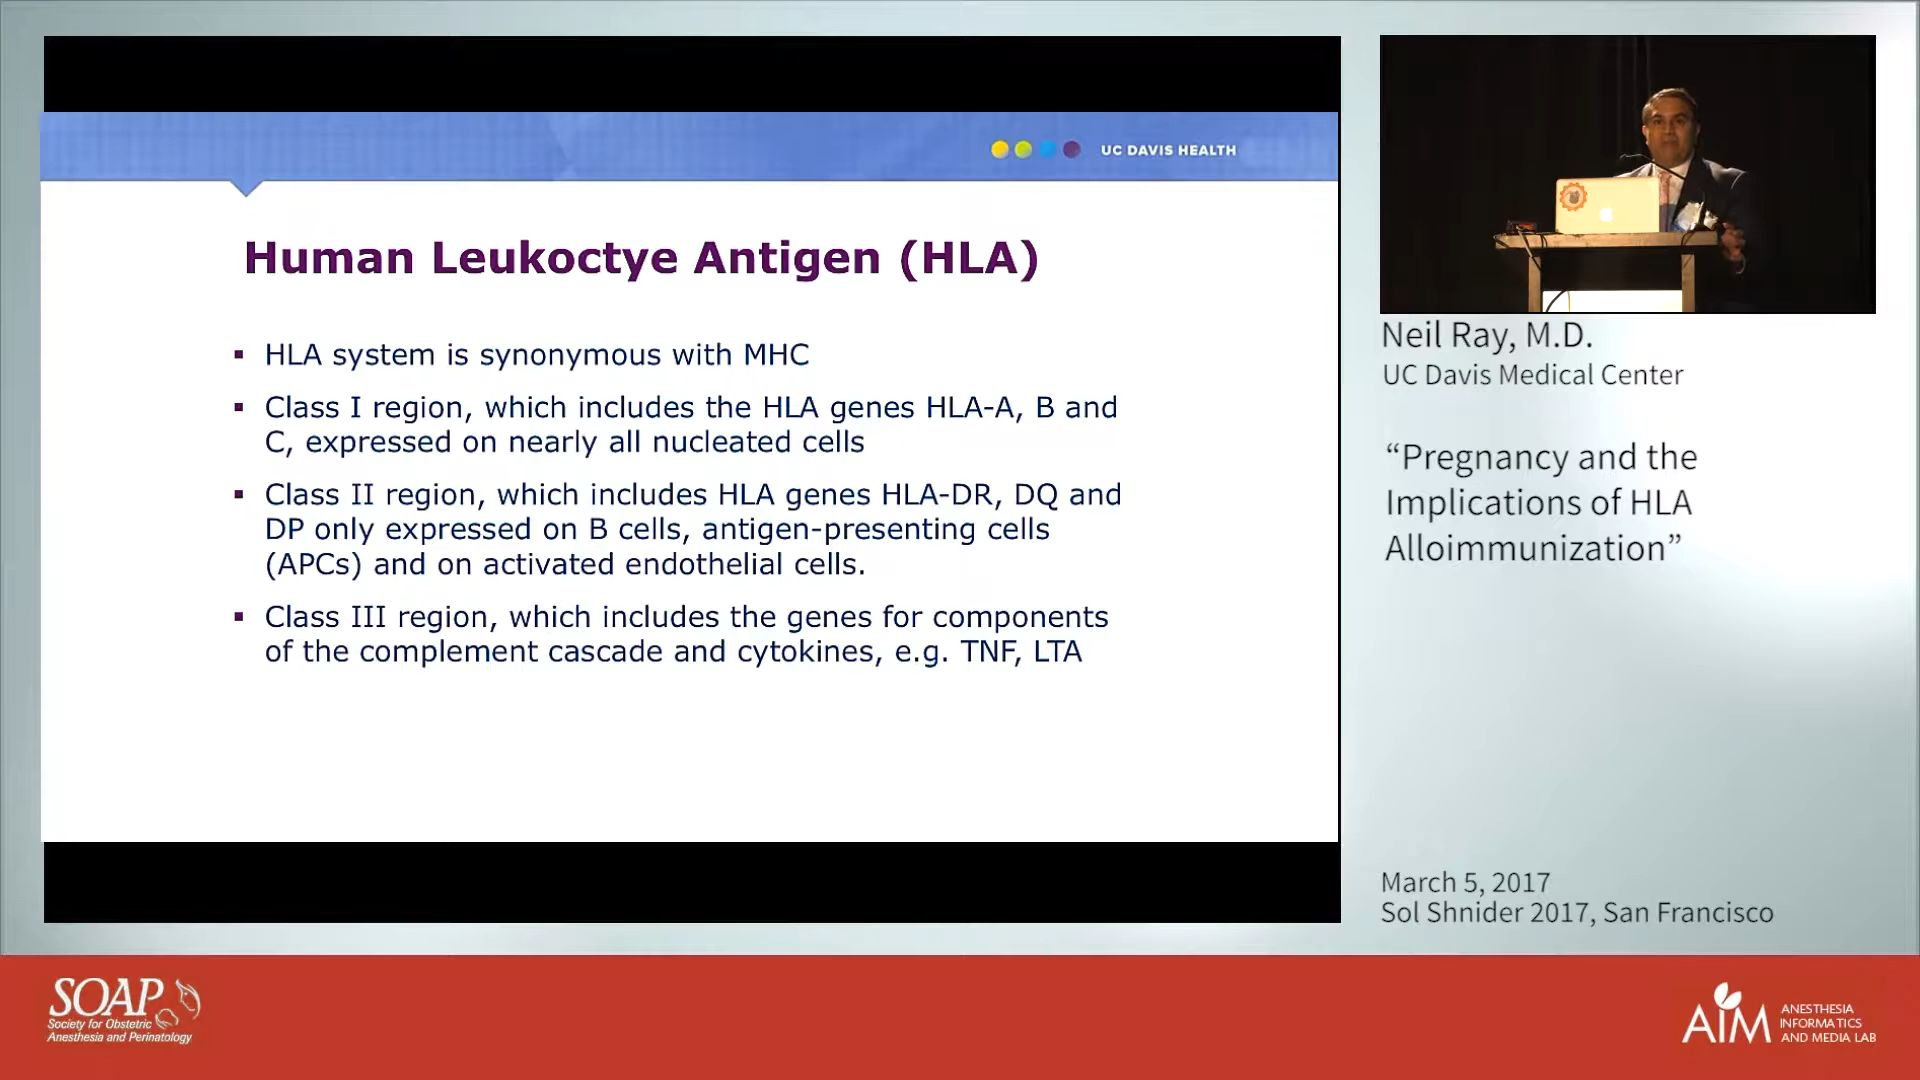 UC DAVIS HEALTH
Human Leukoctye Antigen (HLA)
HLA system is synonymous with MHC
Class I region, which includes the HLA genes HLA-A, B and
C, expressed on nearly all nucleated cells
Class II region, which includes HLA genes HLA-DR, DQ and
DP only expressed on B cells, antigen-presenting cells
(APCs) and on activated endothelial cells.
Class III region, which includes the genes for components
of the complement cascade and cytokines, e.g. TNF, LTA
Neil Ray, M.D.
UC Davis Medical Center
“Pregnancy and the
Implications of HLA
Alloimmunization”
March 5, 2017
Sol Shnider 2017, San Francisco
SOAP
Society for Obstetric
Anesthesia and Perinatology
AIM
ANESTHESIA
INFORMATICS
AND MEDIA LAB